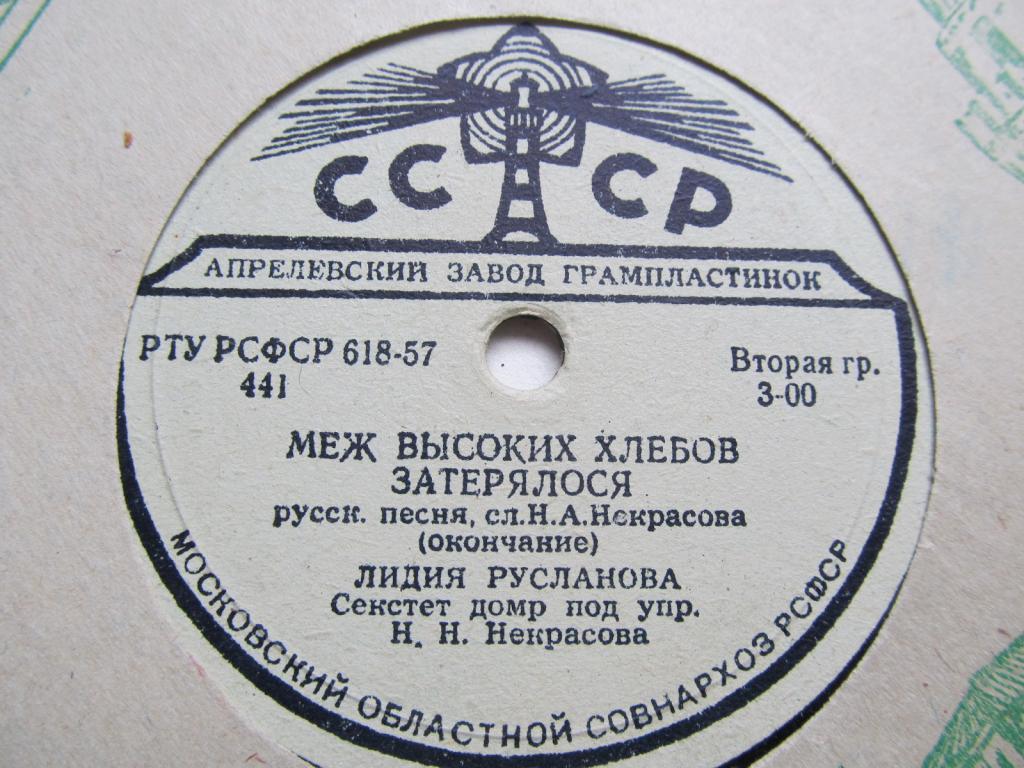 СССР
АПРЕЛЕВСКИЙ ЗАВОД ГРАМПЛАСТИНОК
РТУ РСФСР 618-57
441
Вторая гр.
3-00
МЕЖ ВЫСОКИХ ХЛЕБОВ
ЗАТЕРЯЛОСЯ
русск. песня, сл.Н.А.Некрасова
(окончание)
ЛИДИЯ РУСЛАНОВА
Секстет домр под упр.
Н. Н. Некрасова
МОСКОВСКИЙ ОБЛАСТНОЙ СОВНАРХОЗ РСФСР